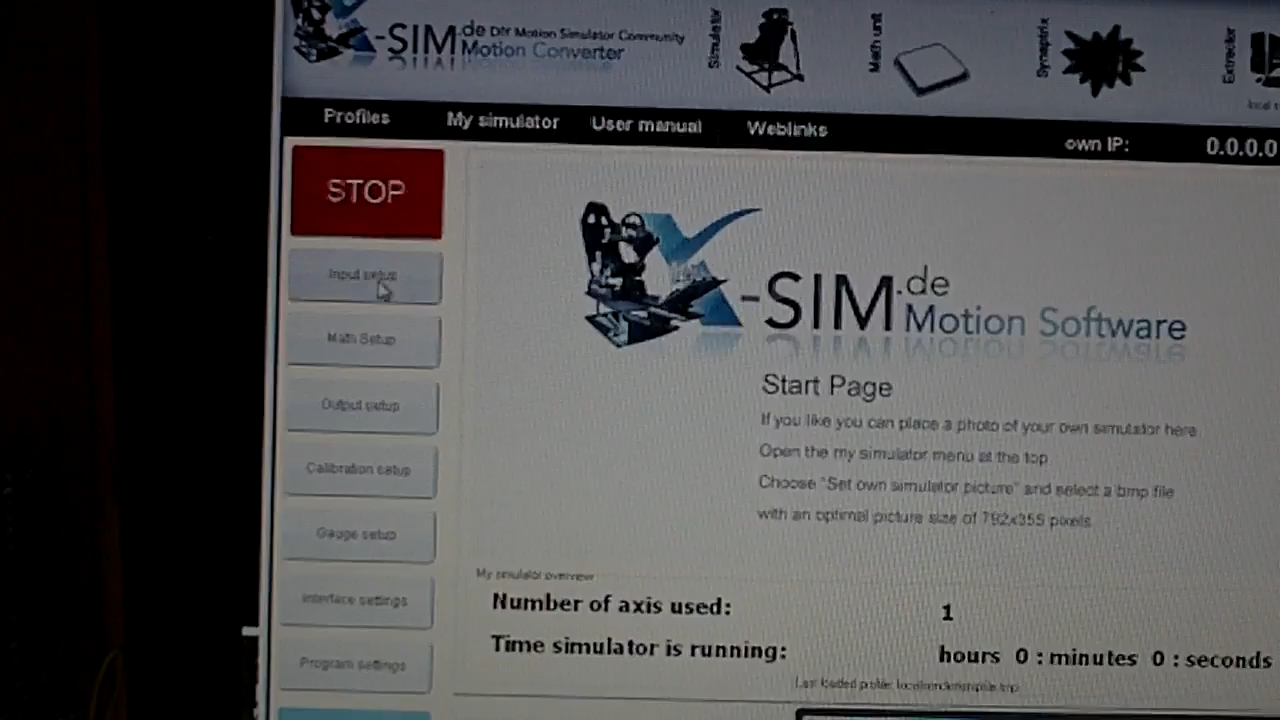 -SIM.de DIY Motion Simulator Community
Motion Converter
Simulator
Math unit
Synaptrix
Extractor
Profiles My simulator User manual Weblinks own IP: 0.0.0.0
STOP
Input setup
Math Setup
Output setup
Calibration setup
Gauge setup
Interface settings
Program settings
X-SIM.de
Motion Software
Start Page
If you like you can place a photo of your own simulator here
Open the my simulator menu at the top
Choose "Set own simulator picture" and select a bmp file
with an optimal picture size of 792x355 pixels
My simulator overview
Number of axis used: 1
Time simulator is running: hours 0 : minutes 0 : seconds
Last loaded profile: